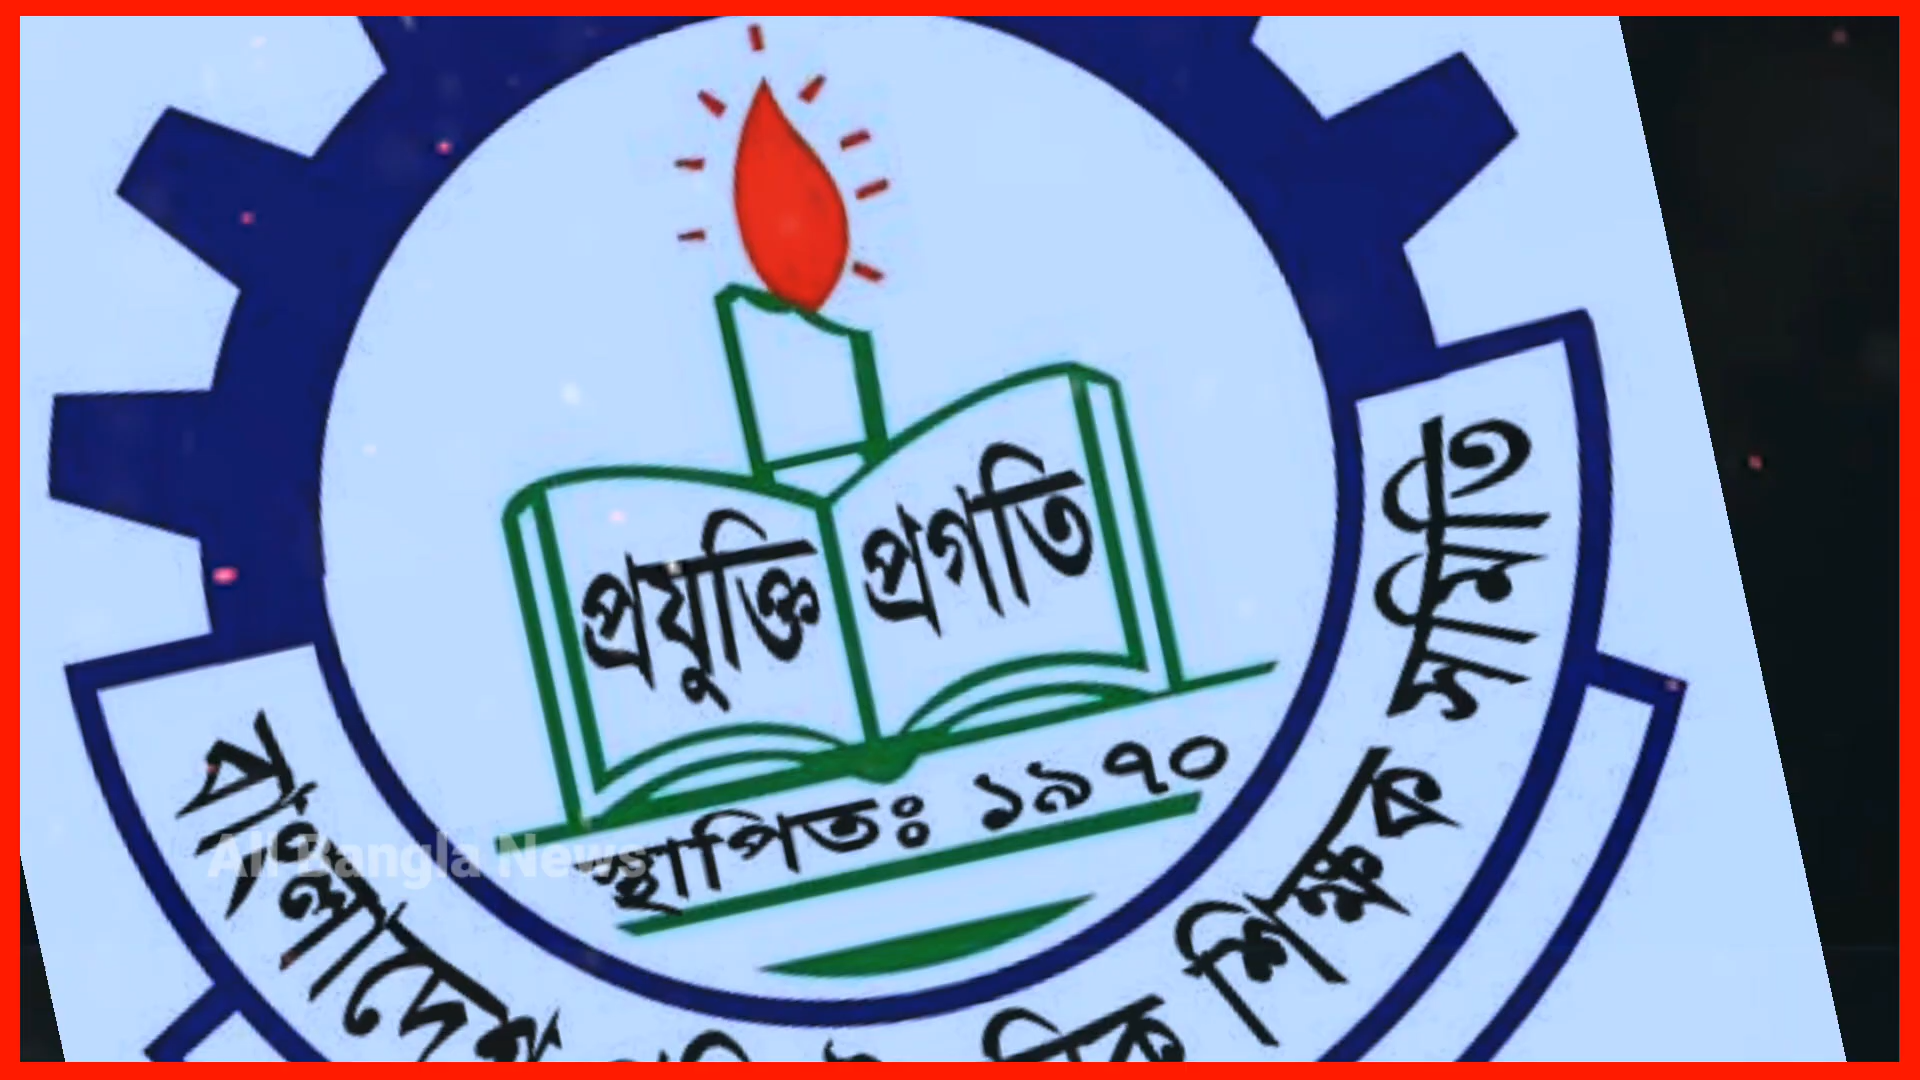 প্রযুক্তি প্রগতি
স্থাপিতঃ ১৯৭০
বাংলাদেশ শিক্ষক সমিতি
All Bangla News